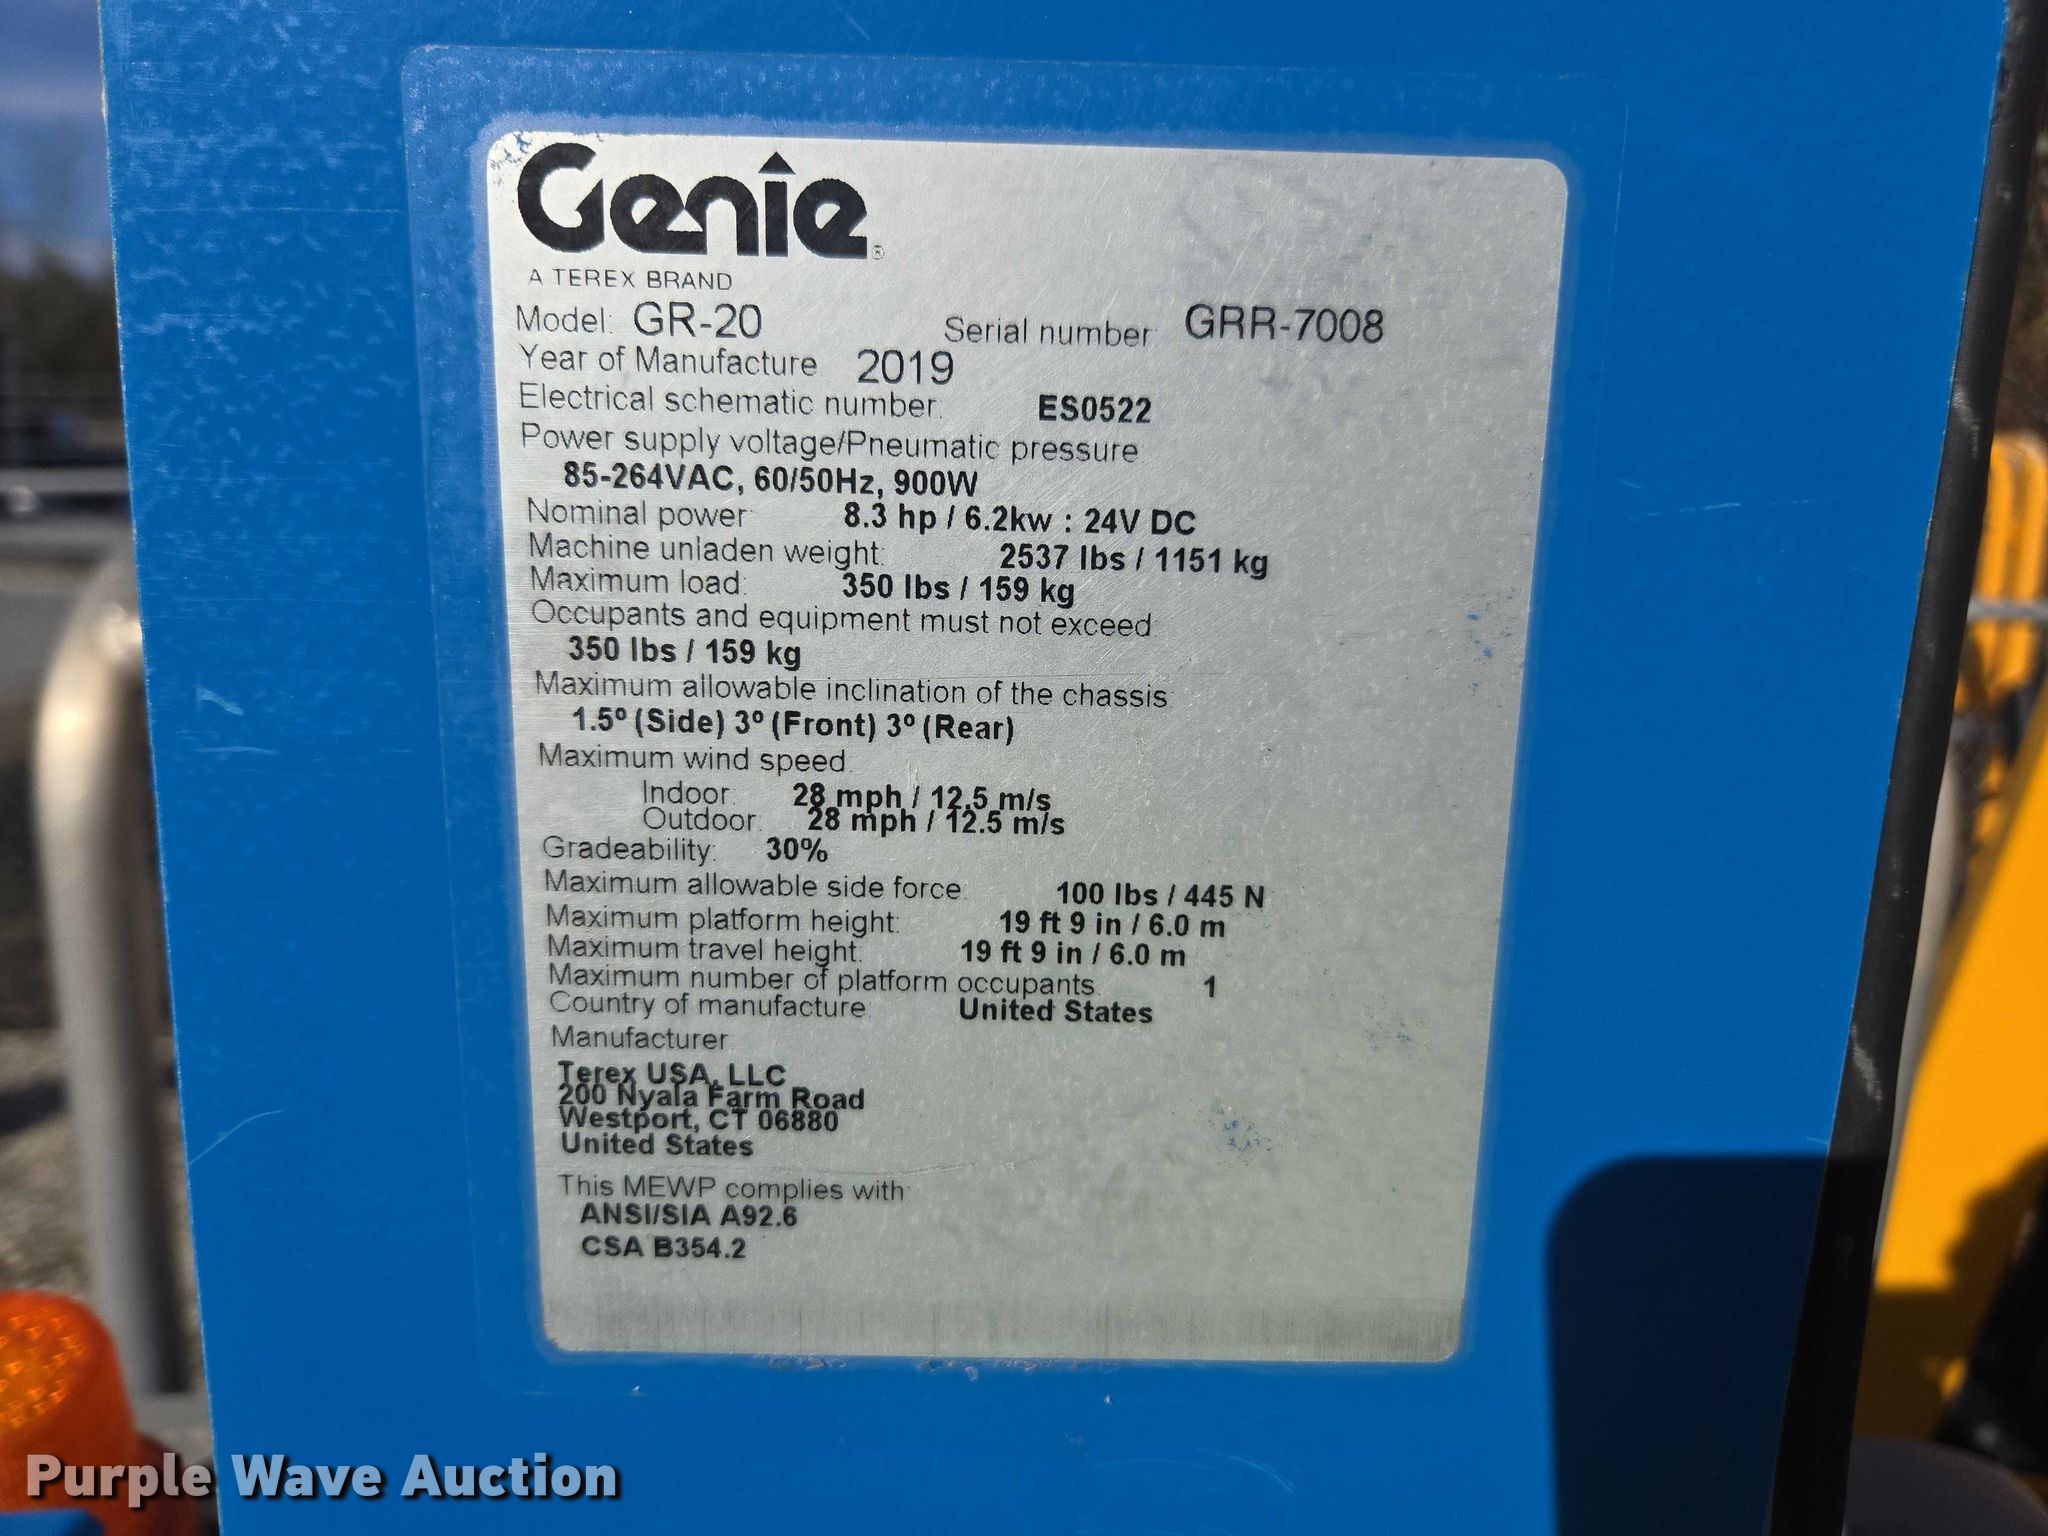 Genie®
A TEREX BRAND
Model: GR-20 Serial number: GRR-7008
Year of Manufacture: 2019
Electrical schematic number: ES0522
Power supply voltage/Pneumatic pressure
85-264VAC, 60/50Hz, 900W
Nominal power: 8.3 hp / 6.2kw : 24V DC
Machine unladen weight: 2537 lbs / 1151 kg
Maximum load: 350 lbs / 159 kg
Occupants and equipment must not exceed
350 lbs / 159 kg
Maximum allowable inclination of the chassis:
1.5º (Side) 3º (Front) 3º (Rear)
Maximum wind speed:
Indoor: 28 mph / 12.5 m/s
Outdoor: 28 mph / 12.5 m/s
Gradeability: 30%
Maximum allowable side force: 100 lbs / 445 N
Maximum platform height: 19 ft 9 in / 6.0 m
Maximum travel height: 19 ft 9 in / 6.0 m
Maximum number of platform occupants: 1
Country of manufacture: United States
Manufacturer:
Terex USA, LLC
200 Nyala Farm Road
Westport, CT 06880
United States
This MEWP complies with:
ANSI/SIA A92.6
CSA B354.2
Purple Wave Auction